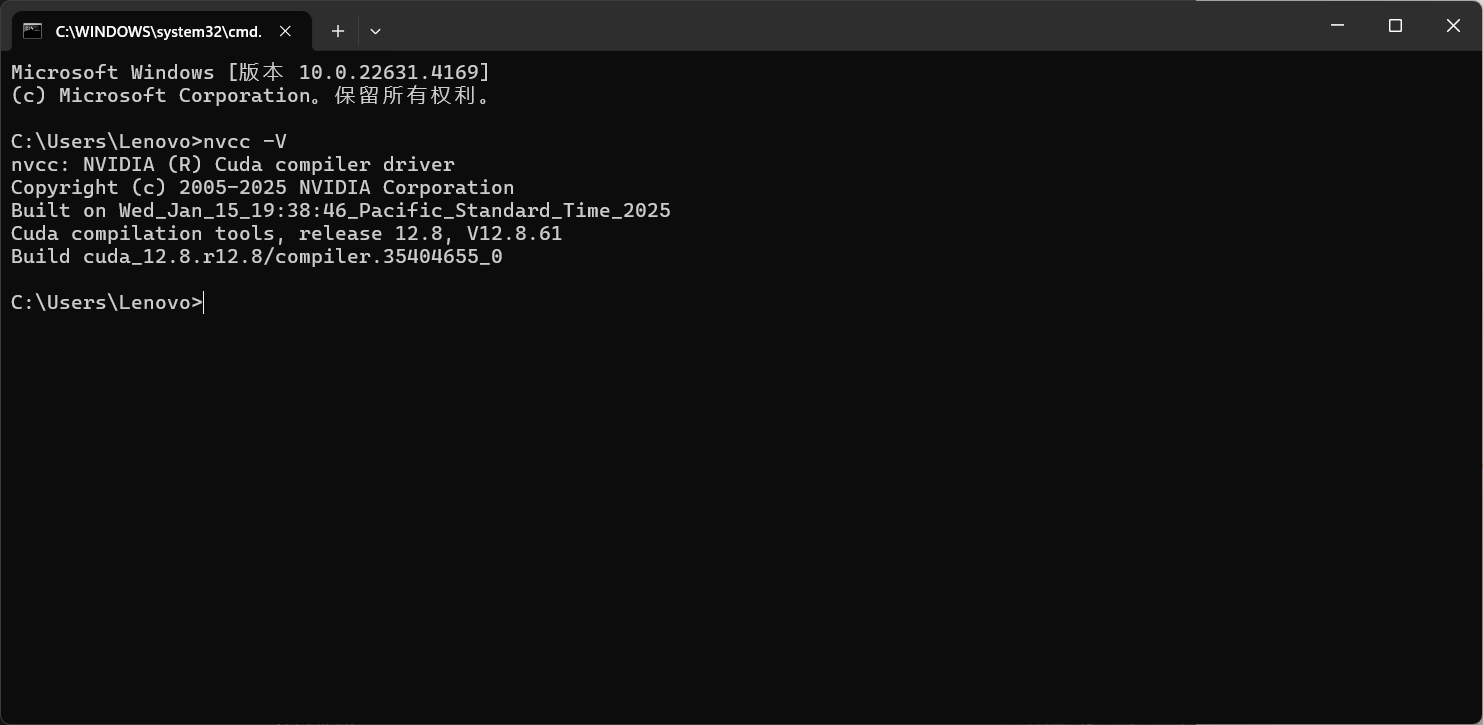 C:\WINDOWS\system32\cmd.
Microsoft Windows [版本 10.0.22631.4169]
(c) Microsoft Corporation。保留所有权利。
C:\Users\Lenovo>nvcc -V
nvcc: NVIDIA (R) Cuda compiler driver
Copyright (c) 2005-2025 NVIDIA Corporation
Built on Wed_Jan_15_19:38:46_Pacific_Standard_Time_2025
Cuda compilation tools, release 12.8, V12.8.61
Build cuda_12.8.r12.8/compiler.35404655_0
C:\Users\Lenovo>